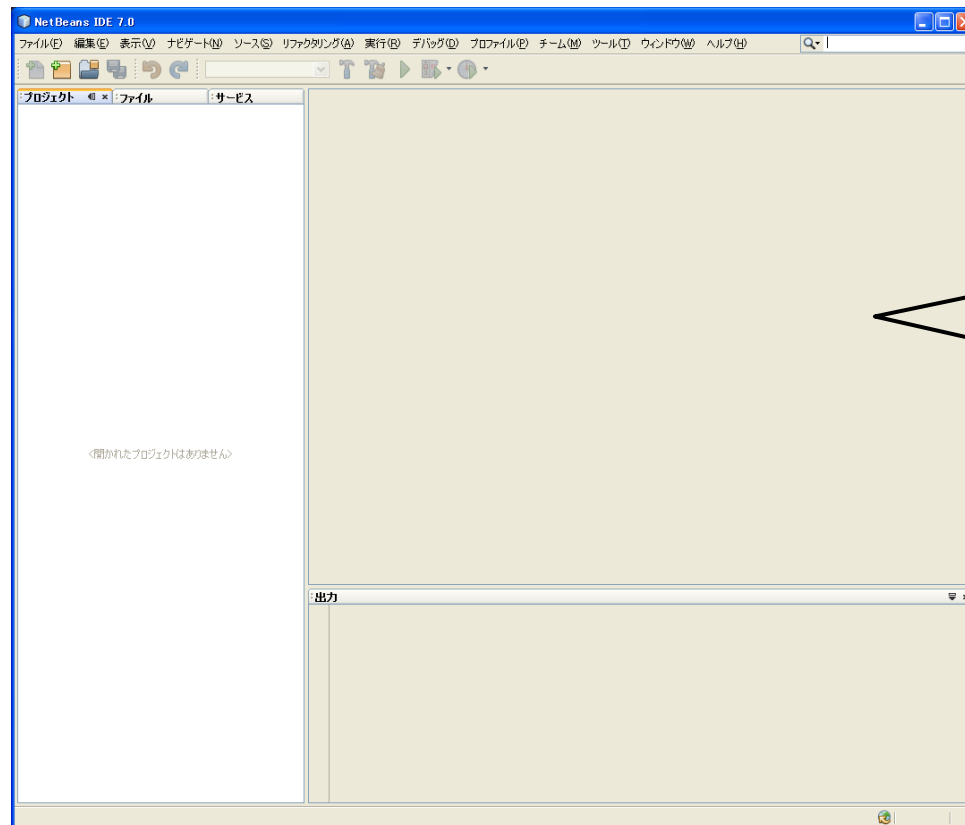 NetBeans IDE 7.0
ファイル(F) 編集(E) 表示(V) ナビゲート(N) ソース(S) リファクタリング(A) 実行(R) デバッグ(D) プロファイル(P) チーム(M) ツール(T) ウィンドウ(W) ヘルプ(H)
プロジェクト ファイル サービス
<開かれたプロジェクトはありません>
出力